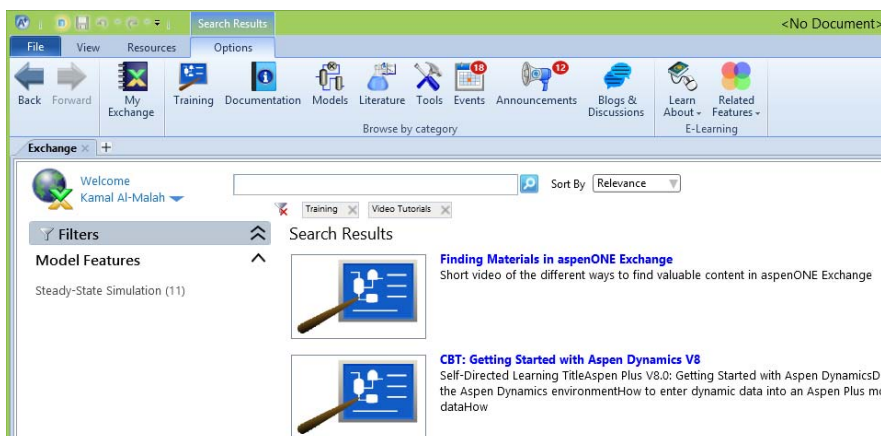 Search Results
<No Document>
File View Resources Options
Back Forward My Exchange Training Documentation Models Literature Tools Events 18 Announcements 12 Blogs & Discussions Learn About Related Features
Browse by category E-Learning
Exchange
Welcome
Kamal Al-Malah
Sort By Relevance
Training Video Tutorials
Filters
Search Results
Model Features
Steady-State Simulation (11)
Finding Materials in aspenONE Exchange
Short video of the different ways to find valuable content in aspenONE Exchange
CBT: Getting Started with Aspen Dynamics V8
Self-Directed Learning TitleAspen Plus V8.0: Getting Started with Aspen DynamicsD
the Aspen Dynamics environmentHow to enter dynamic data into an Aspen Plus mo
dataHow